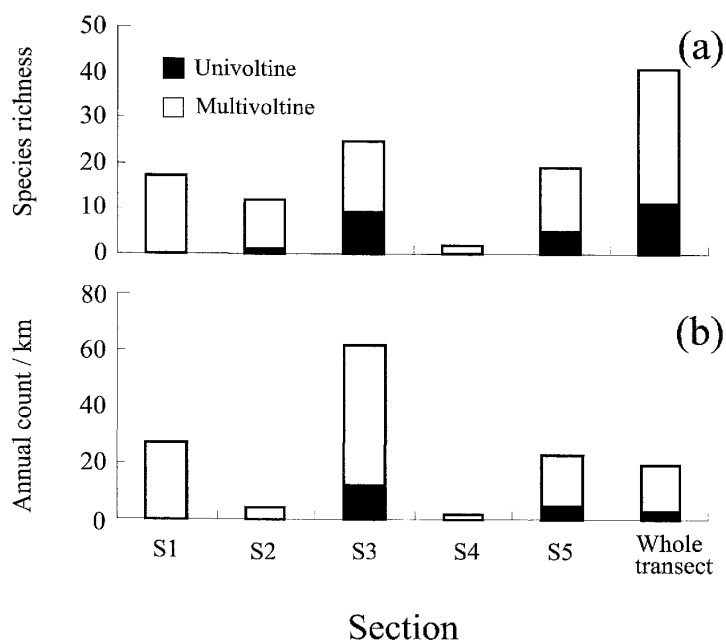 50
40
30
20
10
0
Species richness
(a)
Univoltine
Multivoltine
80
60
40
20
0
Annual count / km
(b)
S1 S2 S3 S4 S5 Whole
transect
Section